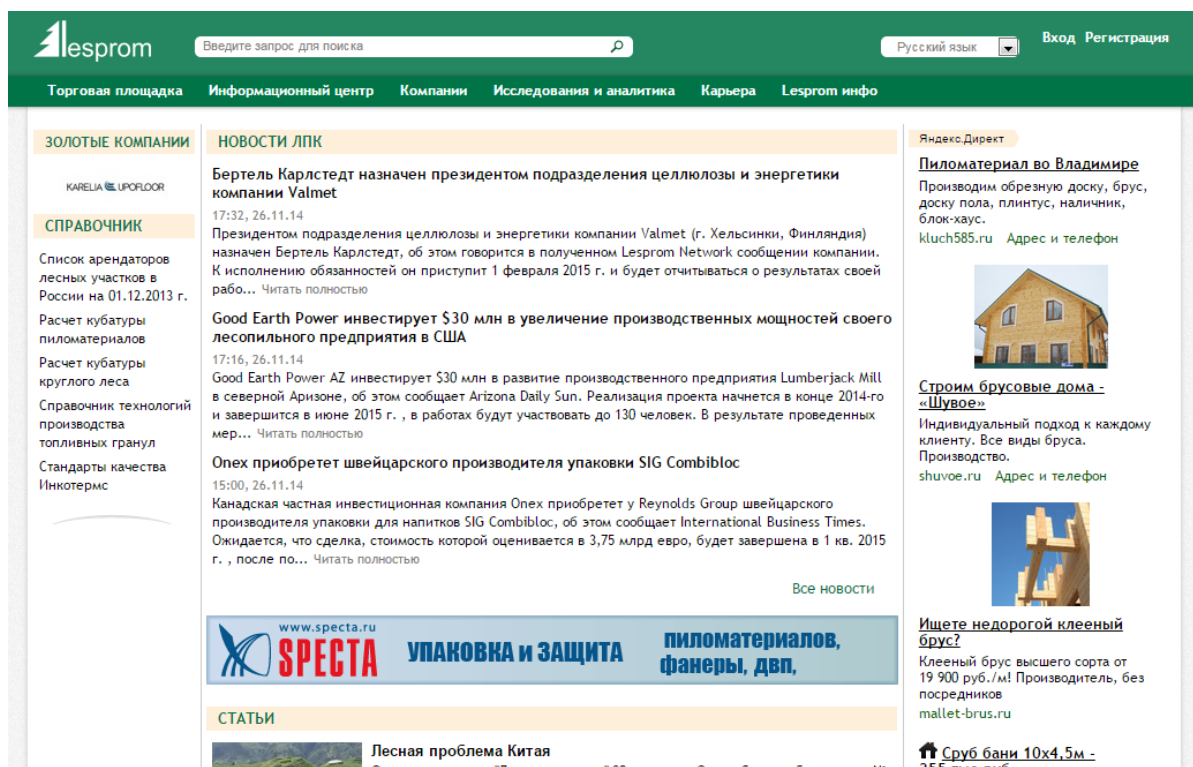 lesprom
Введите запрос для поиска
Русский язык
Вход Регистрация
Торговая площадка Информационный центр Компании Исследования и аналитика Карьера Lesprom инфо
ЗОЛОТЫЕ КОМПАНИИ
KARELIA UPOFLOOR
СПРАВОЧНИК
Список арендаторов
лесных участков в
России на 01.12.2013 г.
Расчет кубатуры
пиломатериалов
Расчет кубатуры
круглого леса
Справочник технологий
производства
топливных гранул
Стандарты качества
Инкотермс
НОВОСТИ ЛПК
Бертель Карлстедт назначен президентом подразделения целлюлозы и энергетики
компании Valmet
17:32, 26.11.14
Президентом подразделения целлюлозы и энергетики компании Valmet (г. Хельсинки, Финляндия)
назначен Бертель Карлстедт, об этом говорится в полученном Lesprom Network сообщении компании.
К исполнению обязанностей он приступит 1 февраля 2015 г. и будет отчитываться о результатах своей
рабо... Читать полностью
Good Earth Power инвестирует $30 млн в увеличение производственных мощностей своего
лесопильного предприятия в США
17:16, 26.11.14
Good Earth Power AZ инвестирует $30 млн в развитие производственного предприятия Lumberjack Mill
в северной Аризоне, об этом сообщает Arizona Daily Sun. Реализация проекта начнется в конце 2014-го
и завершится в июне 2015 г. , в работах будут участвовать до 130 человек. В результате проведенных
мер... Читать полностью
Onex приобретет швейцарского производителя упаковки SIG Combibloc
15:00, 26.11.14
Канадская частная инвестиционная компания Onex приобретет у Reynolds Group швейцарского
производителя упаковки для напитков SIG Combibloc, об этом сообщает International Business Times.
Ожидается, что сделка, стоимость которой оценивается в 3,75 млрд евро, будет завершена в 1 кв. 2015
г. , после по... Читать полностью
Все новости
www.specta.ru
SPECTA
УПАКОВКА и ЗАЩИТА
пиломатериалов,
фанеры, двп,
СТАТЬИ
Лесная проблема Китая
Яндекс.Директ
Пиломатериал во Владимире
Производим обрезную доску, брус,
доску пола, плинтус, наличник,
блок-хаус.
kluch585.ru Адрес и телефон
Строим брусовые дома -
«Шувое»
Индивидуальный подход к каждому
клиенту. Все виды бруса.
Производство.
shuvoe.ru Адрес и телефон
Ищете недорогой клееный
брус?
Клееный брус высшего сорта от
19 900 руб./м! Производитель, без
посредников
mallet-brus.ru
Сруб бани 10х4,5м -